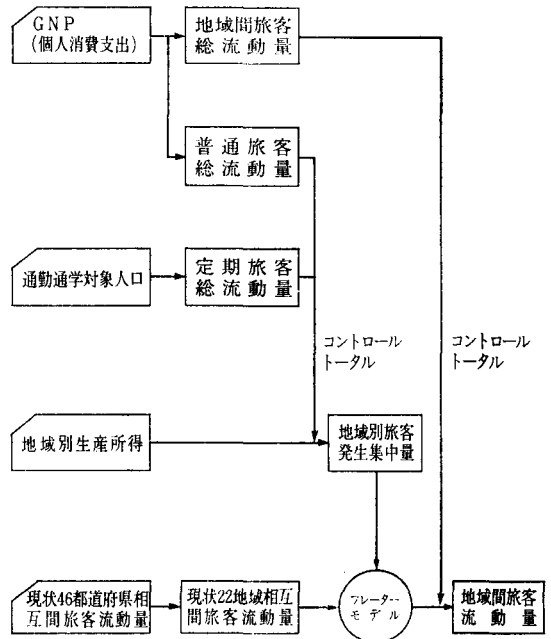 GNP
(個人消費支出)
地域間旅客
総流動量
普通旅客
総流動量
通勤通学対象人口
定期旅客
総流動量
コントロール
トータル
コントロール
トータル
地域別生産所得
地域別旅客
発生集中量
現状46都道府県相
互間旅客流動量
現状22地域相互
間旅客流動量
フレーター
モデル
地域間旅客
流動量